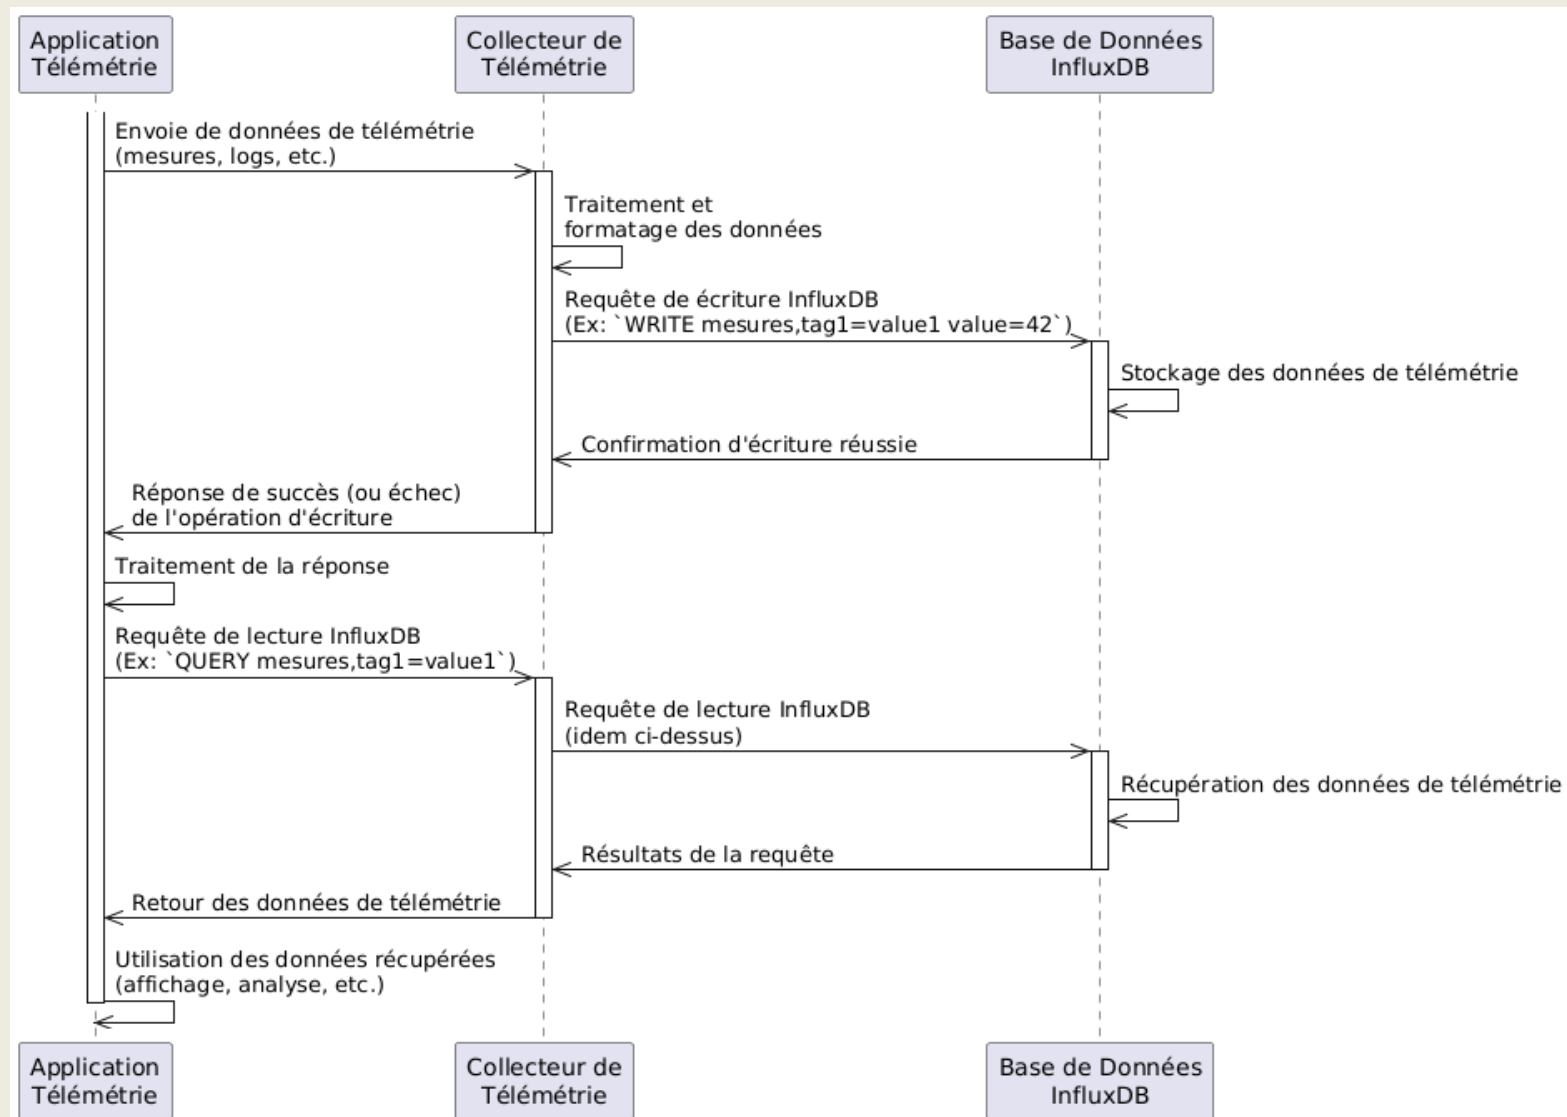 Application
Télémétrie
Collecteur de
Télémétrie
Base de Données
InfluxDB
Envoie de données de télémétrie
(mesures, logs, etc.)
Traitement et
formatage des données
Requête de écriture InfluxDB
(Ex: `WRITE mesures,tag1=value1 value=42`)
Stockage des données de télémétrie
Confirmation d'écriture réussie
Réponse de succès (ou échec)
de l'opération d'écriture
Traitement de la réponse
Requête de lecture InfluxDB
(Ex: `QUERY mesures,tag1=value1`)
Requête de lecture InfluxDB
(idem ci-dessus)
Récupération des données de télémétrie
Résultats de la requête
Retour des données de télémétrie
Utilisation des données récupérées
(affichage, analyse, etc.)
Application
Télémétrie
Collecteur de
Télémétrie
Base de Données
InfluxDB